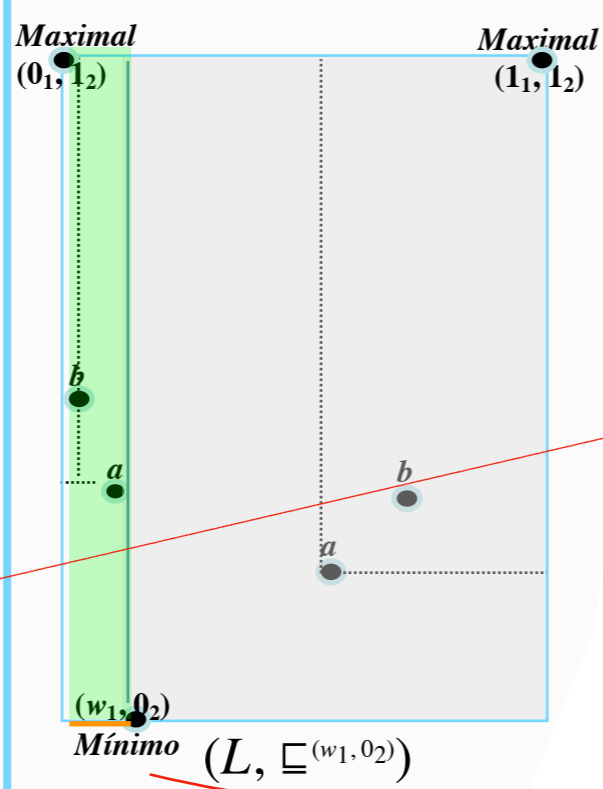 Maximal
(0₁, 1₂)
Maximal
(1₁, 1₂)
b
a
b
a
(w₁, 0₂)
Mínimo
(L, ⊑⁽ʷ₁, ⁰₂⁾)